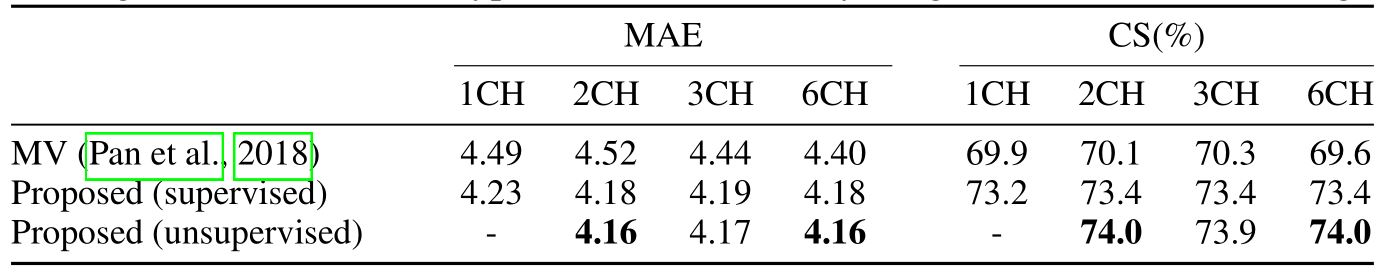 MAE CS(%)
1CH 2CH 3CH 6CH 1CH 2CH 3CH 6CH
MV (Pan et al., 2018) 4.49 4.52 4.44 4.40 69.9 70.1 70.3 69.6
Proposed (supervised) 4.23 4.18 4.19 4.18 73.2 73.4 73.4 73.4
Proposed (unsupervised) - 4.16 4.17 4.16 - 74.0 73.9 74.0